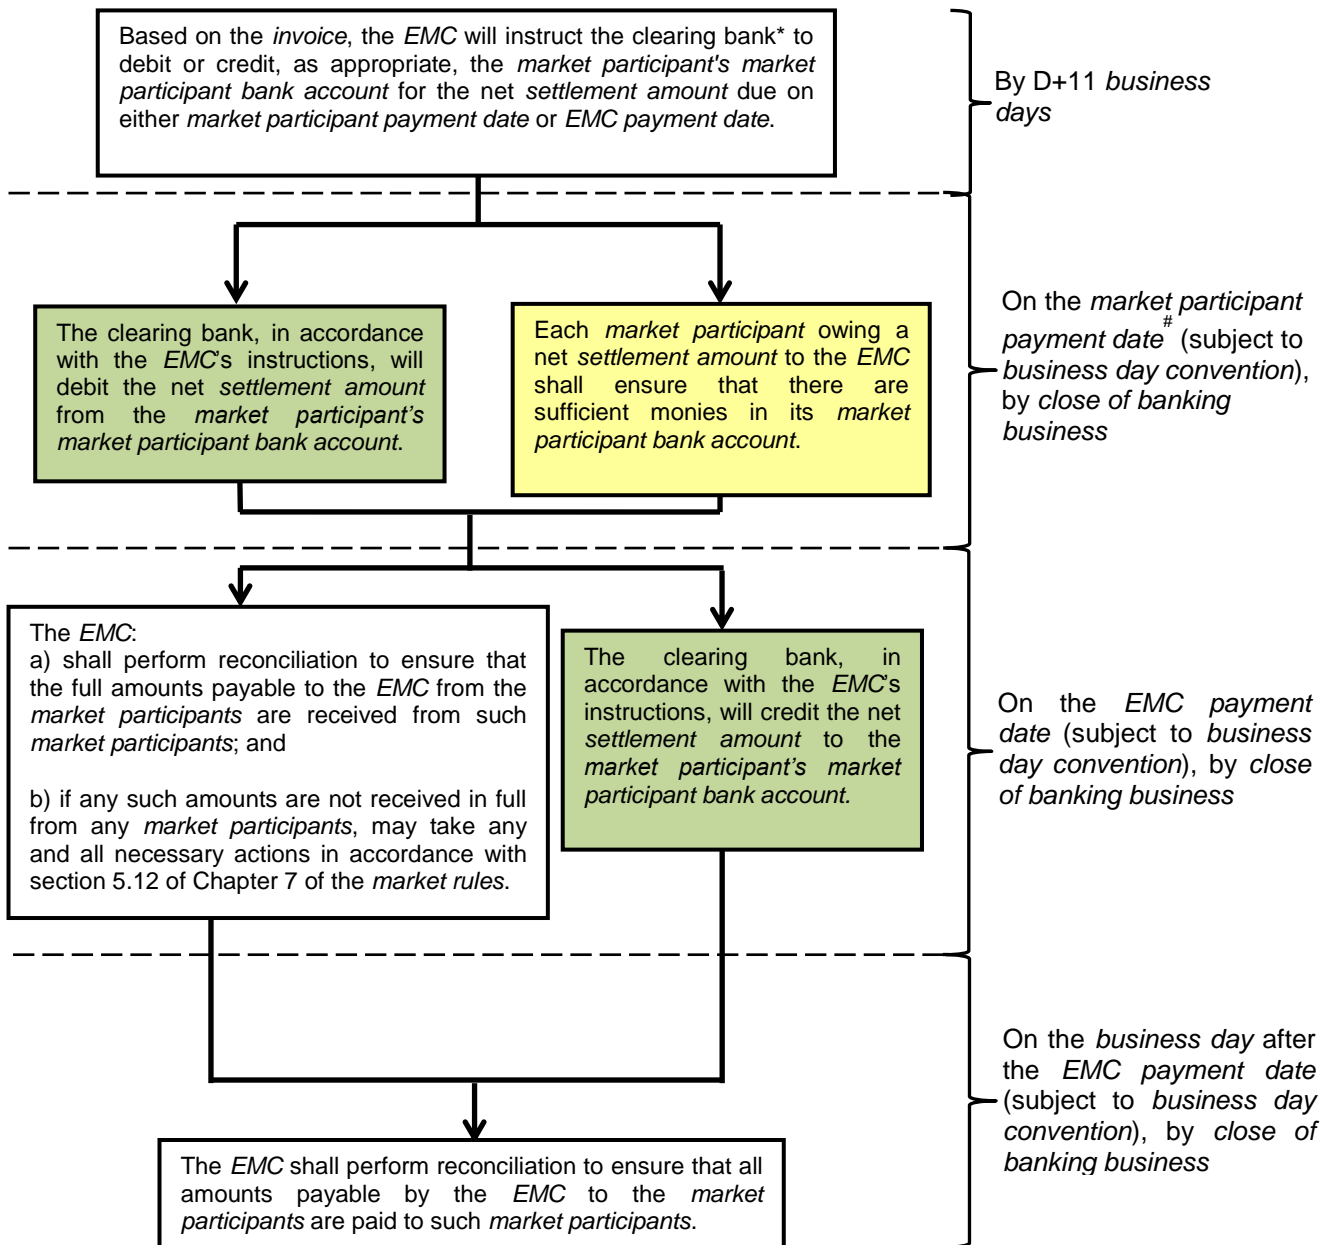 Based on the invoice, the EMC will instruct the clearing bank* to
debit or credit, as appropriate, the market participant's market
participant bank account for the net settlement amount due on
either market participant payment date or EMC payment date.
By D+11 business
days
The clearing bank, in accordance
with the EMC's instructions, will
debit the net settlement amount
from the market participant's
market participant bank account.
Each market participant owing a
net settlement amount to the EMC
shall ensure that there are
sufficient monies in its market
participant bank account.
On the market participant
payment date# (subject to
business day convention),
by close of banking
business
The EMC:
a) shall perform reconciliation to ensure that
the full amounts payable to the EMC from the
market participants are received from such
market participants; and
b) if any such amounts are not received in full
from any market participants, may take any
and all necessary actions in accordance with
section 5.12 of Chapter 7 of the market rules.
The clearing bank, in
accordance with the EMC's
instructions, will credit the net
settlement amount to the
market participant's market
participant bank account.
On the EMC payment
date (subject to business
day convention), by close
of banking business
On the business day after
the EMC payment date
(subject to business day
convention), by close of
banking business
The EMC shall perform reconciliation to ensure that all
amounts payable by the EMC to the market
participants are paid to such market participants.